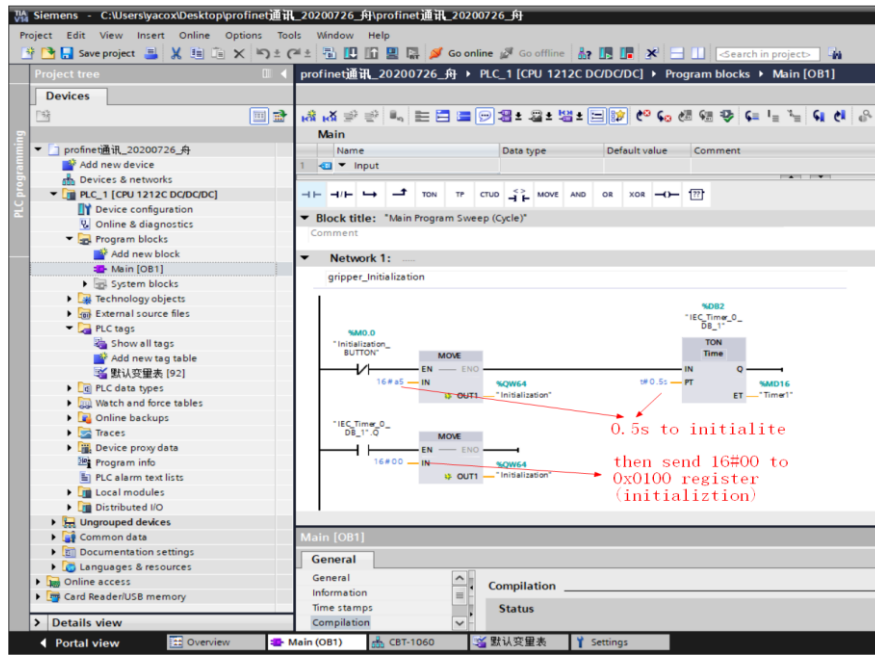 Siemens - C:\Users\yacox\Desktop\profinet通讯_20200726_舟\profinet通讯_20200726_舟
Project Edit View Insert Online Options Tools Window Help
Save project Go online Go offline <Search in project>
Project tree
profinet通讯_20200726_舟 PLC_1 [CPU 1212C DC/DC/DC] Program blocks Main [OB1]
Devices
PLC programming
Main
Name Data type Default value Comment
1 Input
TON TP CTUD MOVE AND OR XOR
profinet通讯_20200726_舟
Add new device
Devices & networks
PLC_1 [CPU 1212C DC/DC/DC]
Device configuration
Online & diagnostics
Program blocks
Add new block
Main [OB1]
System blocks
Technology objects
External source files
PLC tags
Show all tags
Add new tag table
默认变量表 [92]
PLC data types
Watch and force tables
Online backups
Traces
Device proxy data
Program info
PLC alarm text lists
Local modules
Distributed I/O
Ungrouped devices
Common data
Documentation settings
Languages & resources
Online access
Card Reader/USB memory
Details view
Block title: "Main Program Sweep (Cycle)"
Comment
Network 1: .....
gripper_Initialization
%DB2
"IEC_Timer_0_
DB_1"
%M0.0
"Initialization_
BUTTON"
MOVE
TON
Time
EN ENO
IN Q
16#a5 IN
%QW64
OUT1 "Initialization"
t#0.5s PT
%MD16
ET "Timer1"
"IEC_Timer_0_
DB_1".Q
MOVE
EN ENO
16#00 IN
%QW64
OUT1 "Initialization"
0.5s to initialite
then send 16#00 to
0x0100 register
(initializtion)
Main [OB1]
General
General
Information
Time stamps
Compilation
Compilation
Status
Portal view Overview Main (OB1) CBT-1060 默认变量表 Settings